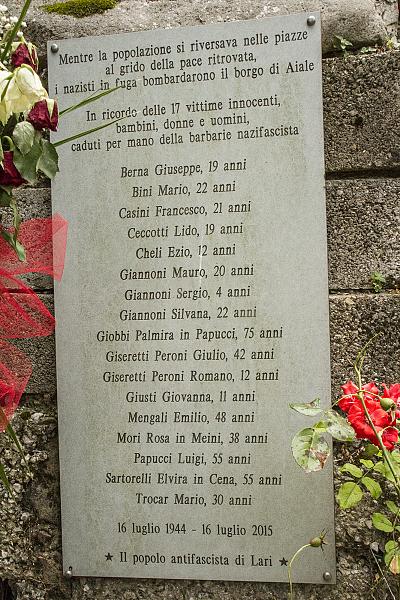 Mentre la popolazione si riversava nelle piazze
al grido della pace ritrovata,
i nazisti in fuga bombardarono il borgo di Aiale
In ricordo delle 17 vittime innocenti,
bambini, donne e uomini,
caduti per mano della barbarie nazifascista
Berna Giuseppe, 19 anni
Bini Mario, 22 anni
Casini Francesco, 21 anni
Ceccotti Lido, 19 anni
Cheli Ezio, 12 anni
Giannoni Mauro, 20 anni
Giannoni Sergio, 4 anni
Giannoni Silvana, 22 anni
Giobbi Palmira in Papucci, 75 anni
Giseretti Peroni Giulio, 42 anni
Giseretti Peroni Romano, 12 anni
Giusti Giovanna, 11 anni
Mengali Emilio, 48 anni
Mori Rosa in Meini, 38 anni
Papucci Luigi, 55 anni
Sartorelli Elvira in Cena, 55 anni
Trocar Mario, 30 anni
16 luglio 1944 - 16 luglio 2015
★ Il popolo antifascista di Lari ★